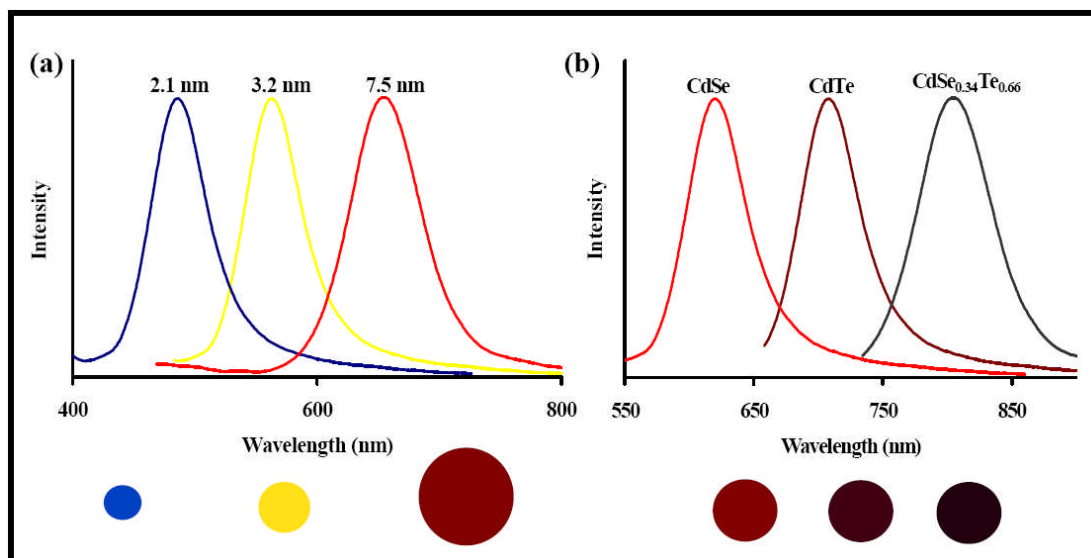 (a)
2.1 nm 3.2 nm 7.5 nm
Intensity
400 600 800
Wavelength (nm)
(b)
CdSe CdTe CdSe₀.₃₄Te₀.₆₆
Intensity
550 650 750 850
Wavelength (nm)